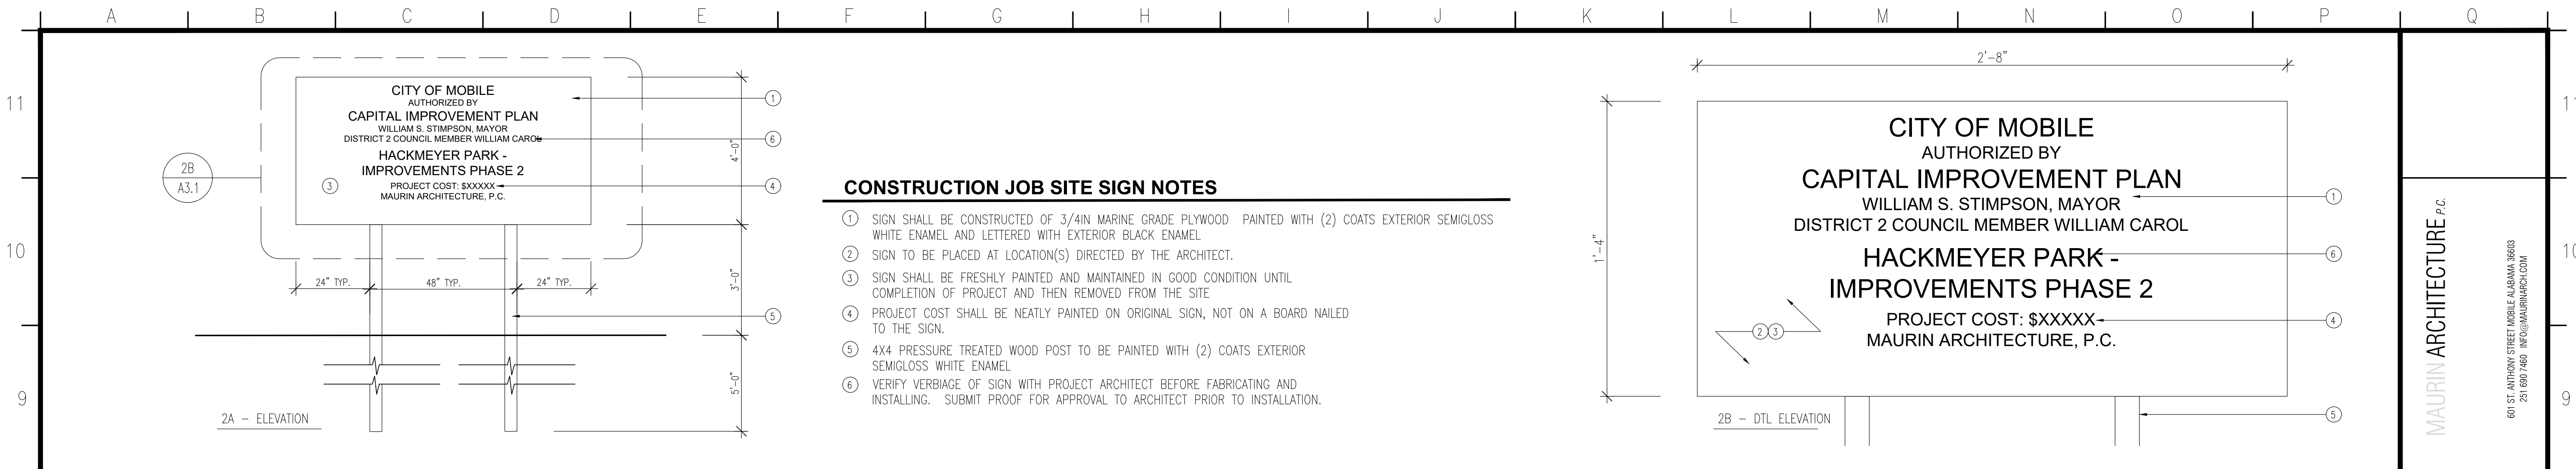 A B C D E F G H I J K L M N O P Q
11
10
9
CITY OF MOBILE
AUTHORIZED BY
CAPITAL IMPROVEMENT PLAN
WILLIAM S. STIMPSON, MAYOR
DISTRICT 2 COUNCIL MEMBER WILLIAM CAROL
HACKMEYER PARK -
IMPROVEMENTS PHASE 2
PROJECT COST: $XXXXX
MAURIN ARCHITECTURE, P.C.
2B
A3.1
3
1
6
4
5
4'-0"
3'-0"
5'-0"
24" TYP.
48" TYP.
24" TYP.
2A - ELEVATION
CONSTRUCTION JOB SITE SIGN NOTES
1 SIGN SHALL BE CONSTRUCTED OF 3/4IN MARINE GRADE PLYWOOD PAINTED WITH (2) COATS EXTERIOR SEMIGLOSS
WHITE ENAMEL AND LETTERED WITH EXTERIOR BLACK ENAMEL
2 SIGN TO BE PLACED AT LOCATION(S) DIRECTED BY THE ARCHITECT.
3 SIGN SHALL BE FRESHLY PAINTED AND MAINTAINED IN GOOD CONDITION UNTIL
COMPLETION OF PROJECT AND THEN REMOVED FROM THE SITE
4 PROJECT COST SHALL BE NEATLY PAINTED ON ORIGINAL SIGN, NOT ON A BOARD NAILED
TO THE SIGN.
5 4X4 PRESSURE TREATED WOOD POST TO BE PAINTED WITH (2) COATS EXTERIOR
SEMIGLOSS WHITE ENAMEL
6 VERIFY VERBIAGE OF SIGN WITH PROJECT ARCHITECT BEFORE FABRICATING AND
INSTALLING. SUBMIT PROOF FOR APPROVAL TO ARCHITECT PRIOR TO INSTALLATION.
2'-8"
1'-4"
CITY OF MOBILE
AUTHORIZED BY
CAPITAL IMPROVEMENT PLAN
WILLIAM S. STIMPSON, MAYOR
DISTRICT 2 COUNCIL MEMBER WILLIAM CAROL
HACKMEYER PARK -
IMPROVEMENTS PHASE 2
PROJECT COST: $XXXXX
MAURIN ARCHITECTURE, P.C.
2 3
1
6
4
5
2B - DTL ELEVATION
MAURIN ARCHITECTURE P.C.
601 ST. ANTHONY STREET MOBILE ALABAMA 36603
251 690 7460 INFO@MAURINARCH.COM
11
10
9